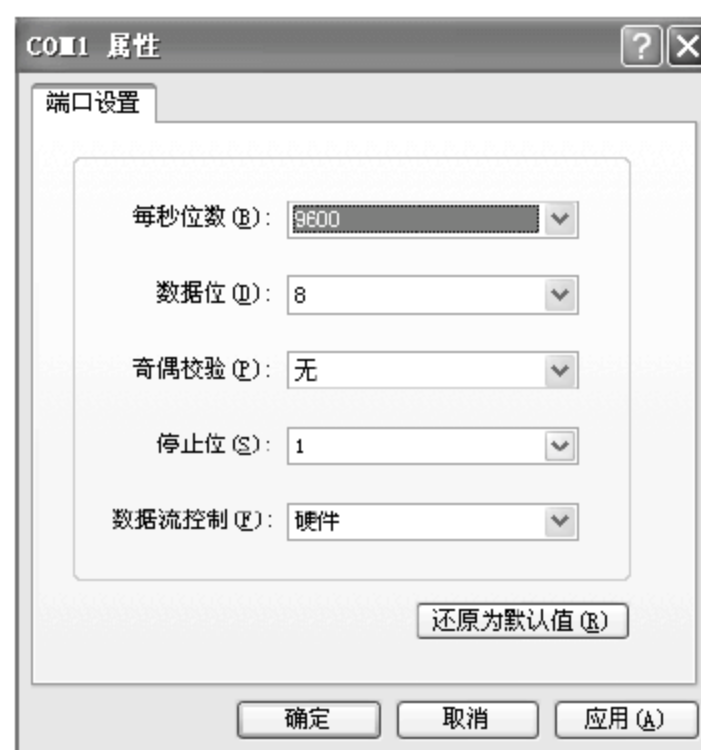 COM1 属性
端口设置
每秒位数(B): 9600
数据位(D): 8
奇偶校验(P): 无
停止位(S): 1
数据流控制(F): 硬件
还原为默认值(R)
确定 取消 应用(A)